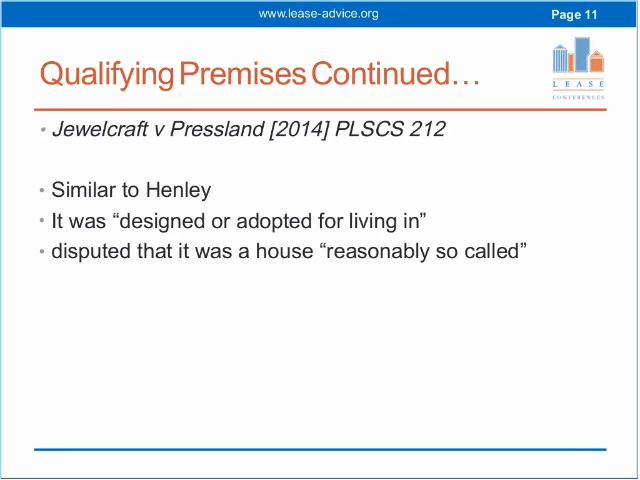 www.lease-advice.org
Page 11
Qualifying Premises Continued…
LEASE
CONFERENCES
• Jewelcraft v Pressland [2014] PLSCS 212
• Similar to Henley
• It was “designed or adopted for living in”
• disputed that it was a house “reasonably so called”